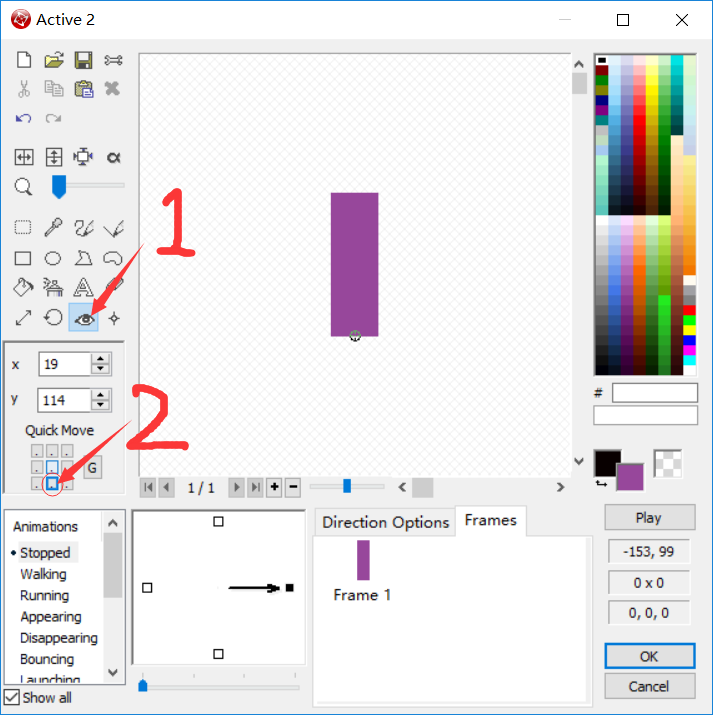 Active 2
1
x 19
y 114
Quick Move
G
2
1 / 1
#
Animations
Stopped
Walking
Running
Appearing
Disappearing
Bouncing
Launching
Show all
Direction Options
Frames
Frame 1
Play
-153, 99
0 x 0
0, 0, 0
OK
Cancel